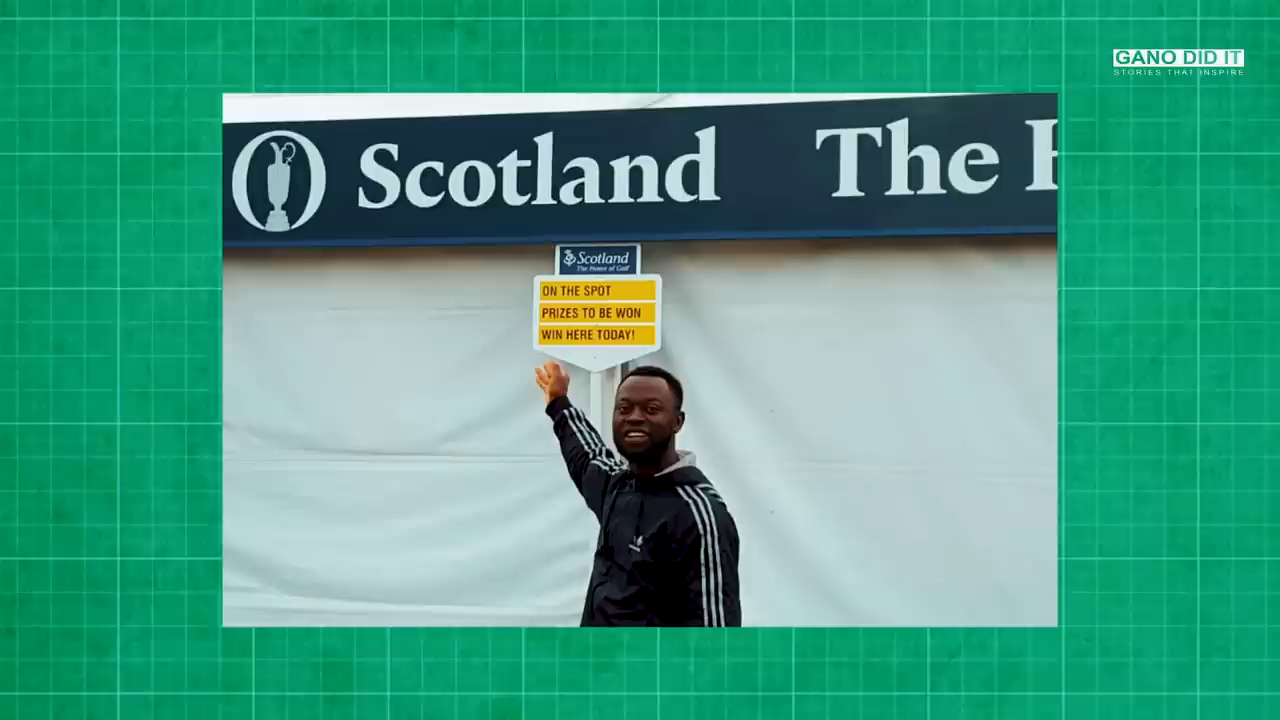 GANO DID IT
STORIES THAT INSPIRE
Scotland The
Scotland
The Home of Golf
ON THE SPOT
PRIZES TO BE WON
WIN HERE TODAY!